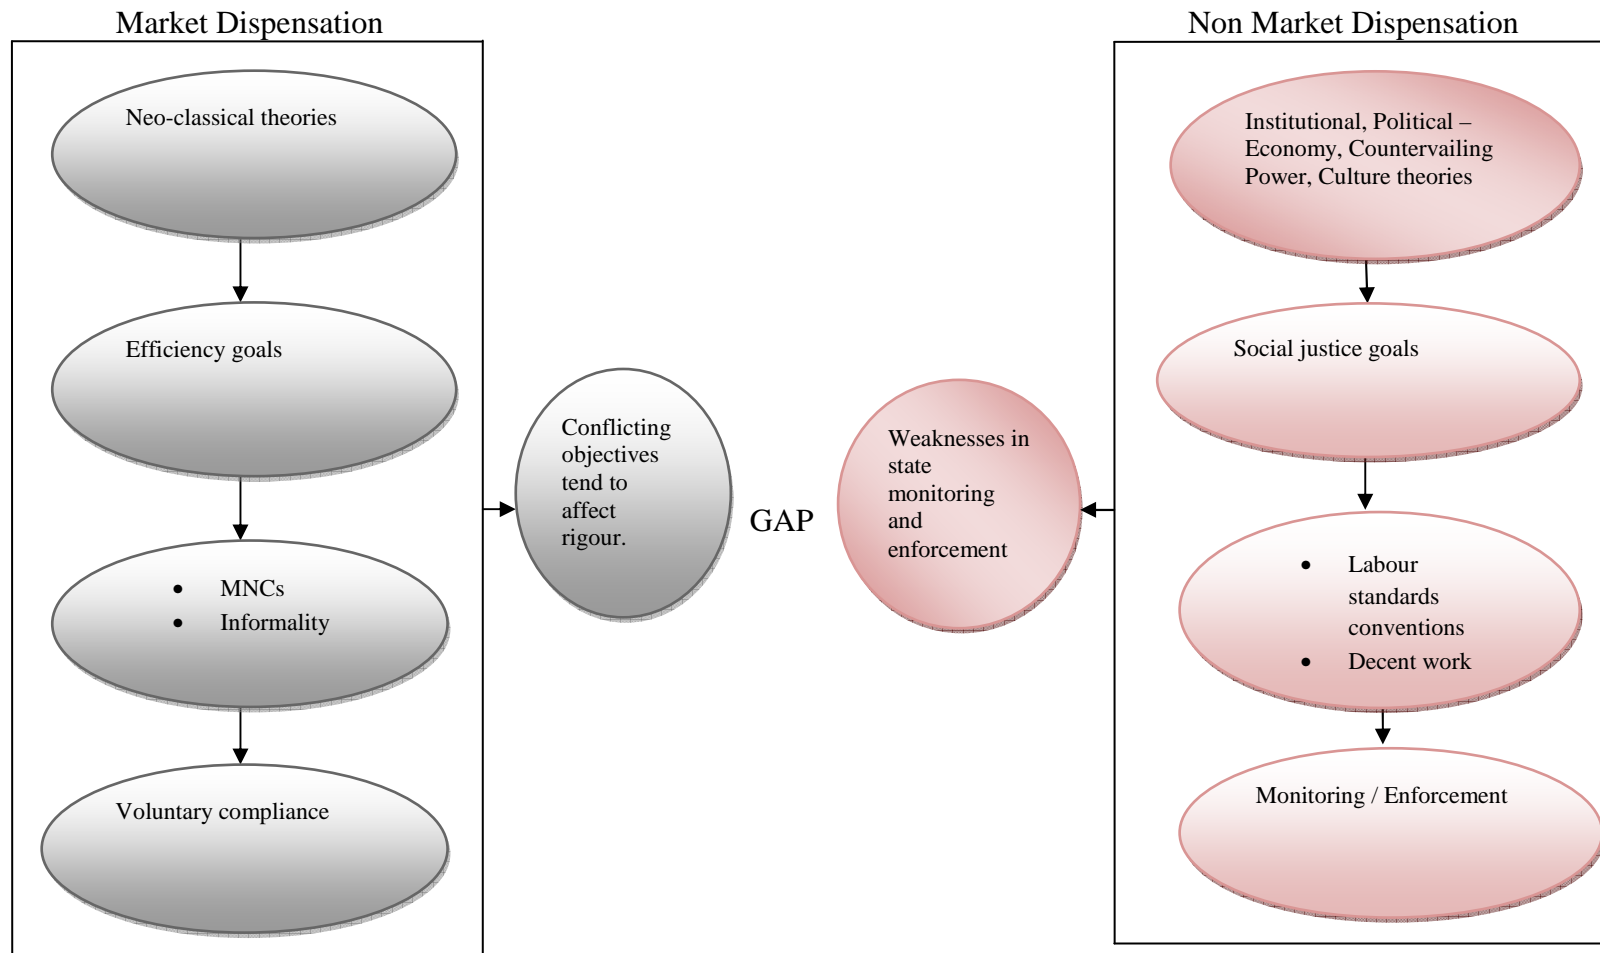 Market Dispensation
Neo-classical theories
Efficiency goals
• MNCs
• Informality
Voluntary compliance
Conflicting
objectives
tend to
affect
rigour.
GAP
Weaknesses in
state
monitoring
and
enforcement
Non Market Dispensation
Institutional, Political –
Economy, Countervailing
Power, Culture theories
Social justice goals
• Labour
standards
conventions
• Decent work
Monitoring / Enforcement